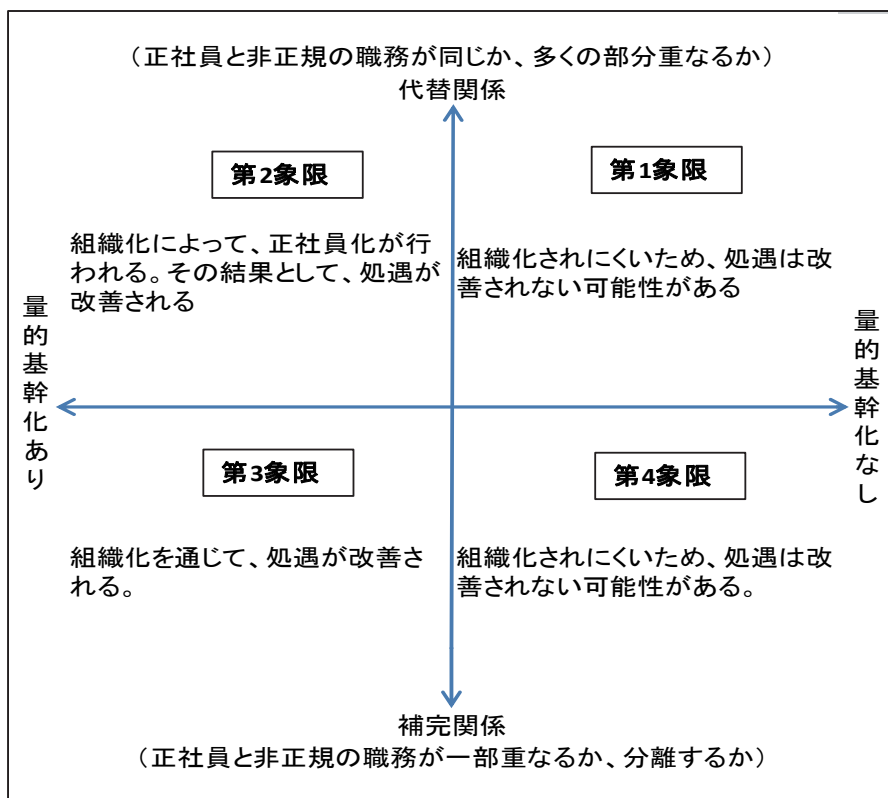 (正社員と非正規の職務が同じか、多くの部分重なるか)
代替関係
第2象限
第1象限
組織化によって、正社員化が行
われる。その結果として、処遇が
改善される
組織化されにくいため、処遇は改
善されない可能性がある
量的基幹化あり
量的基幹化なし
第3象限
第4象限
組織化を通じて、処遇が改善さ
れる。
組織化されにくいため、処遇は改
善されない可能性がある。
補完関係
(正社員と非正規の職務が一部重なるか、分離するか)